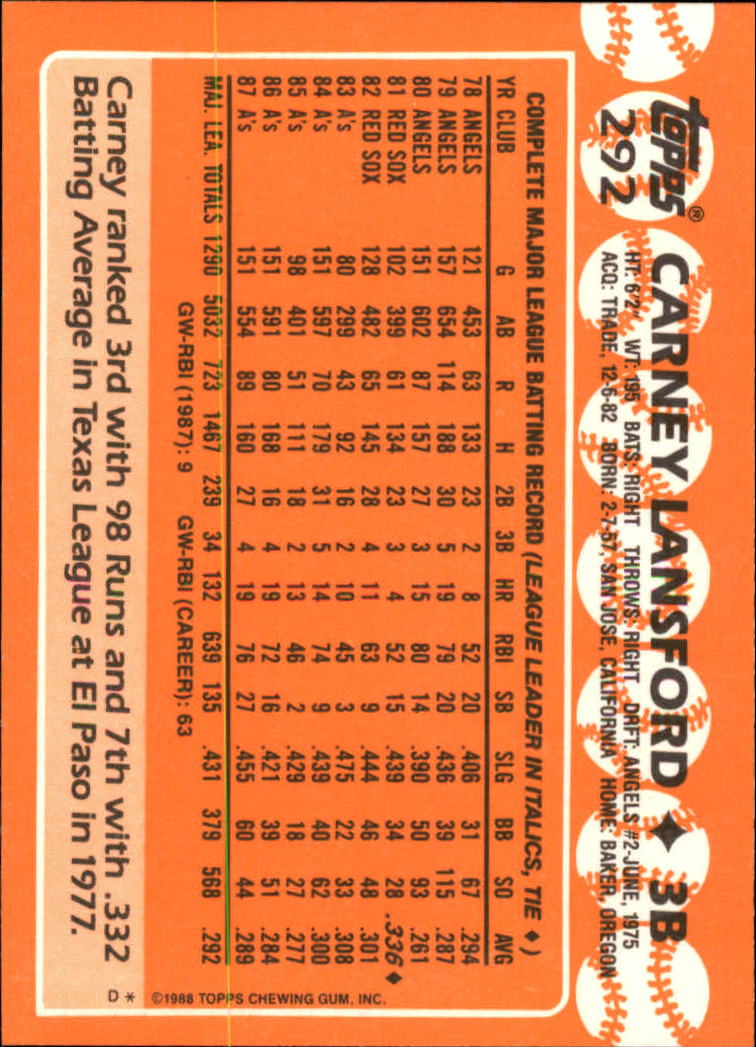 Topps®
292
CARNEY LANSFORD ♦ 3B
HT: 6'2" WT: 195 BATS: RIGHT THROWS: RIGHT DRFT: ANGELS #2-JUNE, 1975
ACQ: TRADE, 12-6-82 BORN: 2-7-57, SAN JOSE, CALIFORNIA HOME: BAKER, OREGON
COMPLETE MAJOR LEAGUE BATTING RECORD (LEAGUE LEADER IN ITALICS, TIE ♦)
YR CLUB G AB R H 2B 3B HR RBI SB SLG BB SO AVG
78 ANGELS 121 453 63 133 23 2 8 52 20 .406 31 67 .294
79 ANGELS 157 654 114 188 30 5 19 79 20 .436 39 115 .287
80 ANGELS 151 602 87 157 27 3 15 80 14 .390 50 93 .261
81 RED SOX 102 399 61 134 23 3 4 52 15 .439 34 28 .336♦
82 RED SOX 128 482 65 145 28 4 11 63 9 .444 46 48 .301
83 A's 80 299 43 92 16 2 10 45 3 .475 22 33 .308
84 A's 151 597 70 179 31 5 14 74 9 .439 40 62 .300
85 A's 98 401 51 111 18 2 13 46 2 .429 18 27 .277
86 A's 151 591 80 168 16 4 19 72 16 .421 39 51 .284
87 A's 151 554 89 160 27 4 19 76 27 .455 60 44 .289
MAJ. LEA. TOTALS 1290 5032 723 1467 239 34 132 639 135 .431 379 568 .292
GW-RBI (1987): 9 GW-RBI (CAREER): 63
Carney ranked 3rd with 98 Runs and 7th with .332
Batting Average in Texas League at El Paso in 1977.
©1988 TOPPS CHEWING GUM, INC.
D *